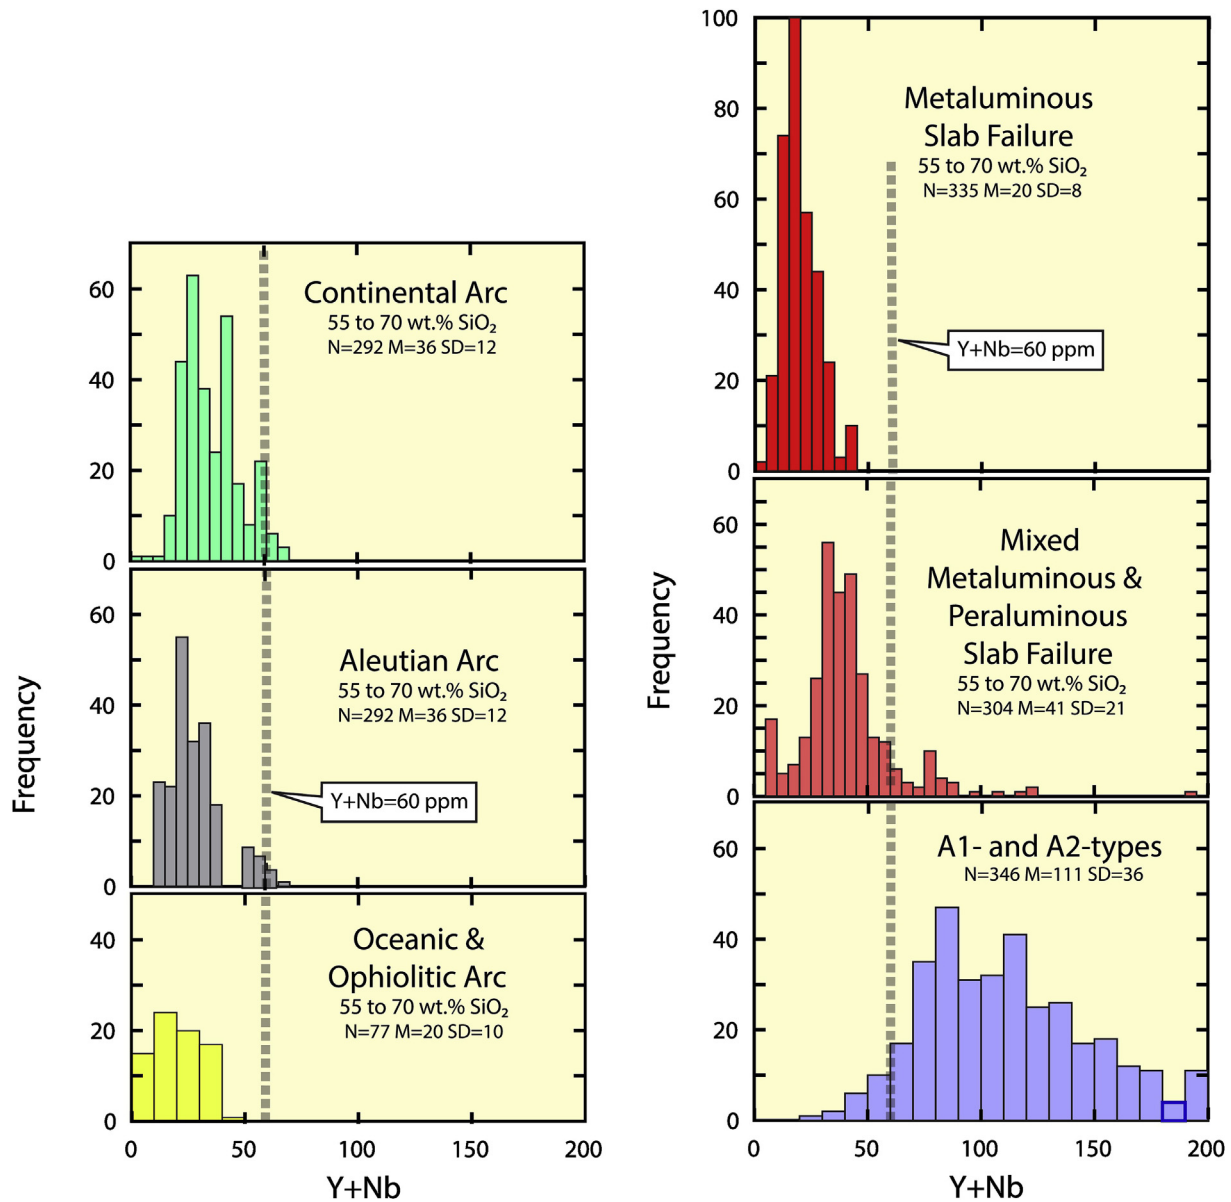 Continental Arc
55 to 70 wt.% SiO₂
N=292 M=36 SD=12
60
40
20
0
Aleutian Arc
55 to 70 wt.% SiO₂
N=292 M=36 SD=12
Y+Nb=60 ppm
60
40
20
0
Oceanic &
Ophiolitic Arc
55 to 70 wt.% SiO₂
N=77 M=20 SD=10
40
20
0
0 50 100 150 200
Y+Nb
Frequency
Metaluminous
Slab Failure
55 to 70 wt.% SiO₂
N=335 M=20 SD=8
Y+Nb=60 ppm
100
80
60
40
20
0
Mixed
Metaluminous &
Peraluminous
Slab Failure
55 to 70 wt.% SiO₂
N=304 M=41 SD=21
60
40
20
0
A1- and A2-types
N=346 M=111 SD=36
60
40
20
0
0 50 100 150 200
Y+Nb
Frequency